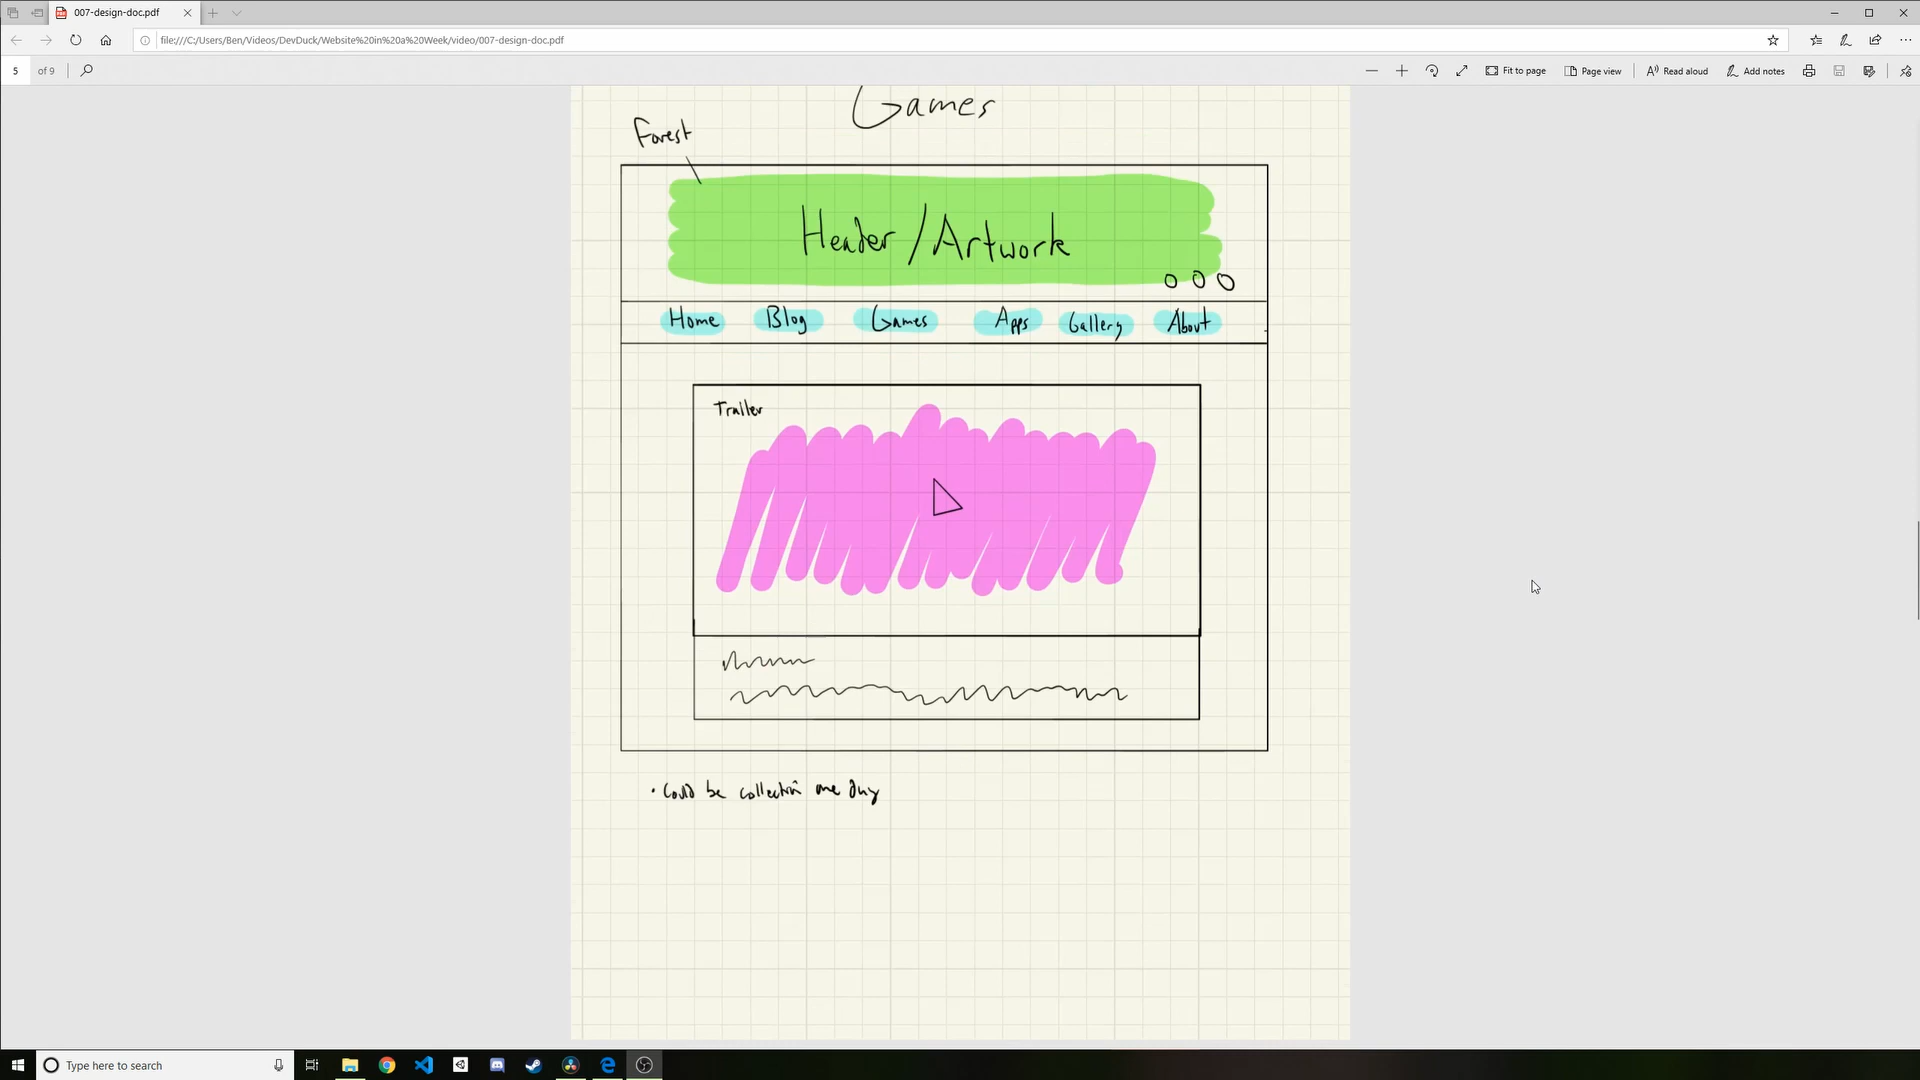 007-design-doc.pdf
file:///C:/Users/Ben/Videos/DevDuck/Website%20in%20a%20Week/video/007-design-doc.pdf
5 of 9
Fit to page
Page view
Read aloud
Add notes
Games
Forest
Header/Artwork
Home Blog Games Apps Gallery About
Trailer
• Could be collection one day
Type here to search